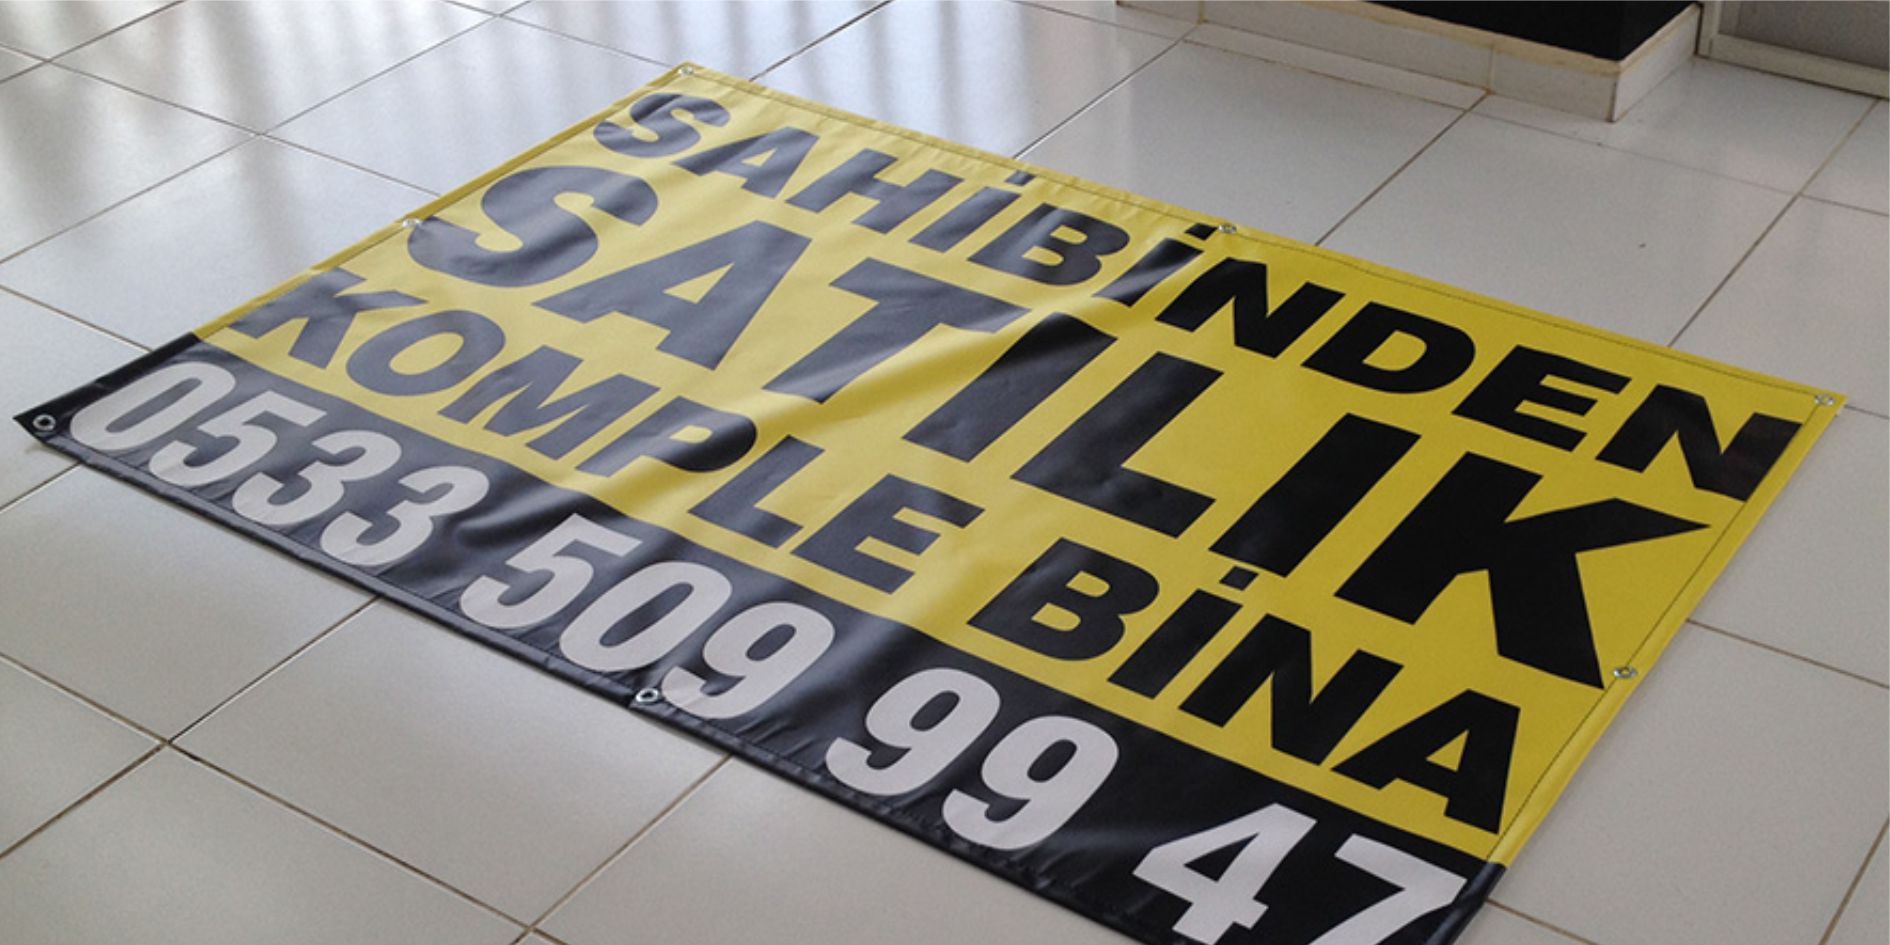 SAHİBİNDEN
SATILIK
KOMPLE BİNA
0533 509 99 47